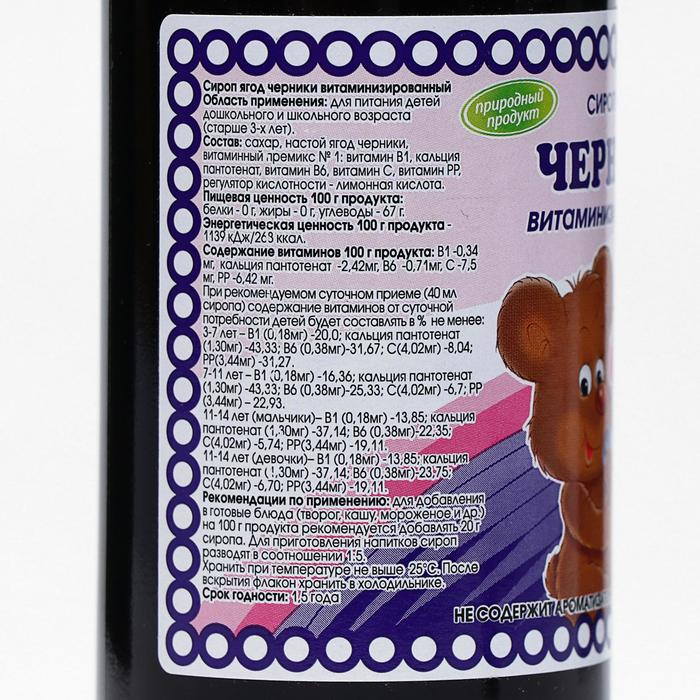 Сироп ягод черники витаминизированный
Область применения: для питания детей
дошкольного и школьного возраста
(старше 3-х лет).
Состав: сахар, настой ягод черники,
витаминный премикс № 1: витамин В1, кальция
пантотенат, витамин В6, витамин С, витамин РР,
регулятор кислотности - лимонная кислота.
Пищевая ценность 100 г продукта:
белки - 0 г, жиры - 0 г, углеводы - 67 г.
Энергетическая ценность 100 г продукта -
1139 кДж/268 ккал.
Содержание витаминов 100 г продукта: В1 -0,34
мг, кальция пантотенат -2,42мг, В6 -0,71мг, С -7,5
мг, РР -6,42 мг.
При рекомендуемом суточном приеме (40 мл
сиропа) содержание витаминов от суточной
потребности детей будет составлять в % не менее:
3-7 лет– В1 (0,18мг) -20,0; кальция пантотенат
(1,30мг) -43,33; В6 (0,38мг)-31,67; С(4,02мг) -8,04;
РР(3,44мг) –31,27.
7-11 лет– В1 (0,18мг) -16,36; кальция пантотенат
(1,30мг) -43,33; В6 (0,38мг)-25,33; С(4,02мг) -6,7; РР
(3,44мг) – 22,93.
11-14 лет (мальчики)– В1 (0,18мг) -13,85; кальция
пантотенат (1,30мг) -37,14; В6 (0,38мг)-22,35;
С(4,02мг) -5,74; РР(3,44мг) -19,11.
11-14 лет (девочки)– В1 (0,18мг) -13,85; кальция
пантотенат (1,30мг) -37,14; В6 (0,38мг)-23,75;
С(4,02мг) -6,70; РР(3,44мг) -19,11.
Рекомендации по применению: Для добавления
в готовые блюда (творог, кашу, мороженое и др.)
на 100 г продукта рекомендуется добавлять 20 г
сиропа. Для приготовления напитков сироп
разводят в соотношении 1:5.
Хранить при температуре не выше 25°С. После
вскрытия флакон хранить в холодильнике.
Срок годности: 1,5 года
природный
продукт
СИРОП
ЧЕРН
ВИТАМИНИЗ
НЕ СОДЕРЖИТ АРОМАТИЗАТ